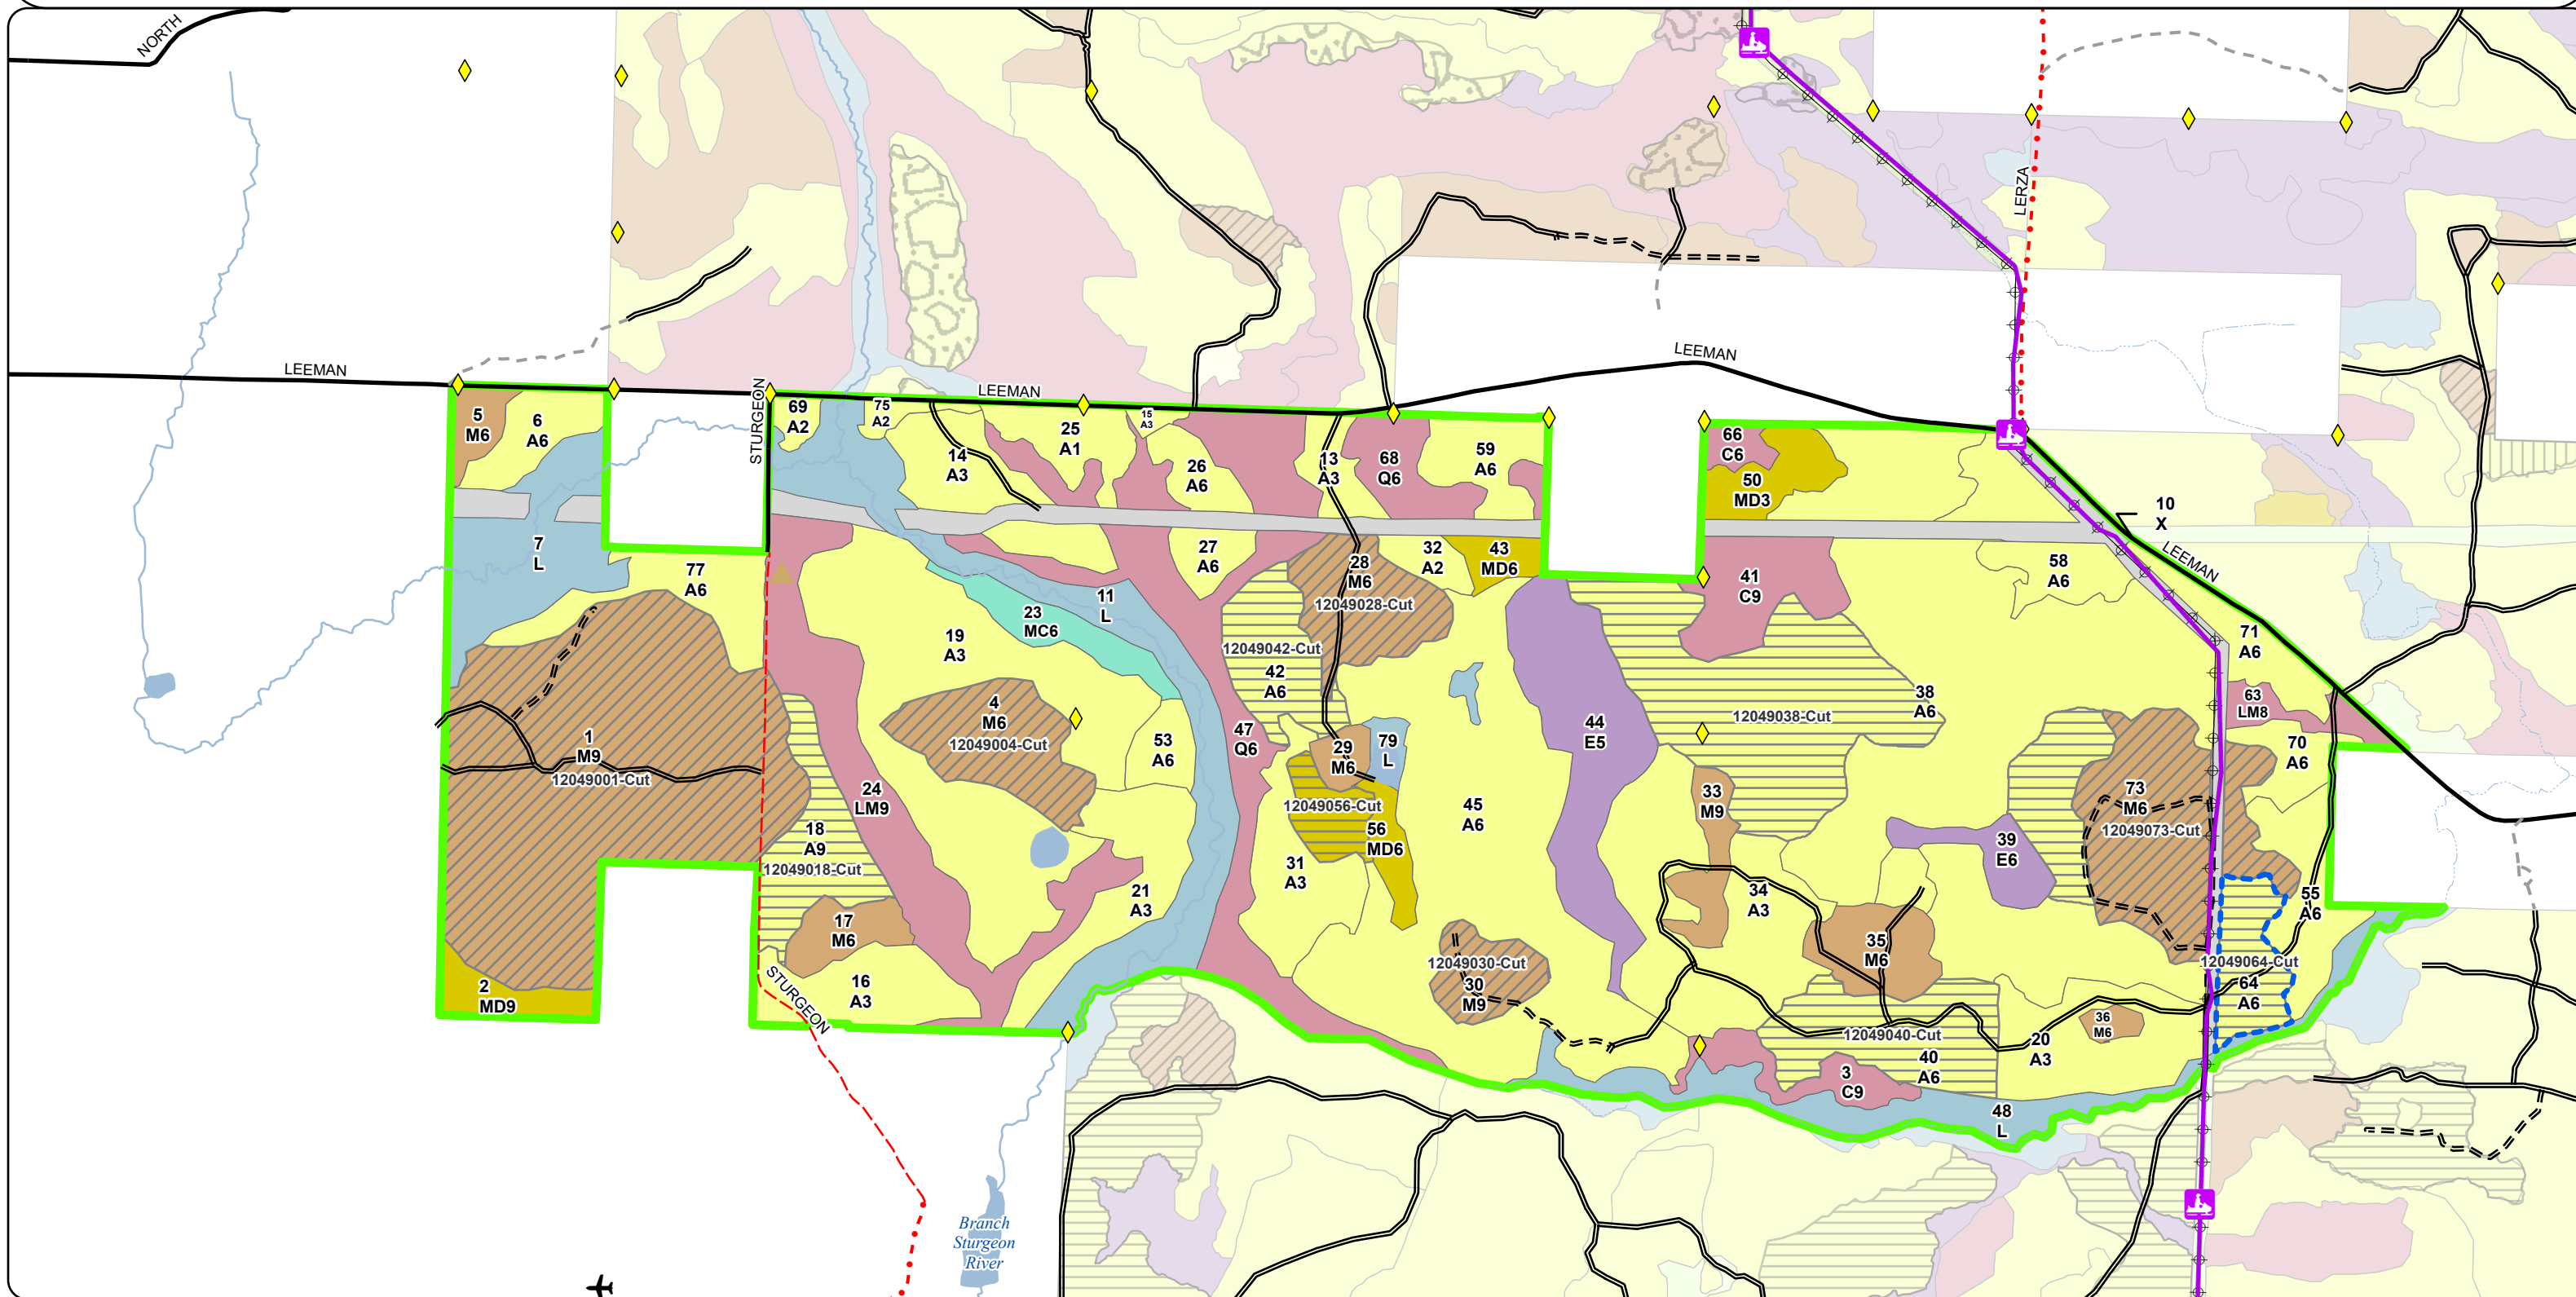 NORTH
LERZA
LEEMAN
LEEMAN
LEEMAN
STURGEON
5
M6
6
A6
69
A2
75
A2
14
A3
25
A1
15
A3
26
A6
13
A3
68
Q6
59
A6
66
C6
50
MD3
10
X
LEEMAN
7
L
77
A6
27
A6
28
M6
12049028-Cut
32
A2
43
MD6
41
C9
58
A6
11
L
23
MC6
19
A3
12049042-Cut
42
A6
71
A6
63
LM8
38
A6
12049038-Cut
4
M6
12049004-Cut
44
E5
47
Q6
29
M6
79
L
53
A6
70
A6
1
M9
12049001-Cut
24
LM9
12049056-Cut
56
MD6
45
A6
33
M9
73
M6
12049073-Cut
39
E6
18
A9
12049018-Cut
31
A3
21
A3
34
A3
55
A6
17
M6
35
M6
12049030-Cut
30
M9
12049064-Cut
64
A6
2
MD9
STURGEON
16
A3
36
M6
12049040-Cut
40
A6
20
A3
3
C9
48
L
Branch
Sturgeon
River